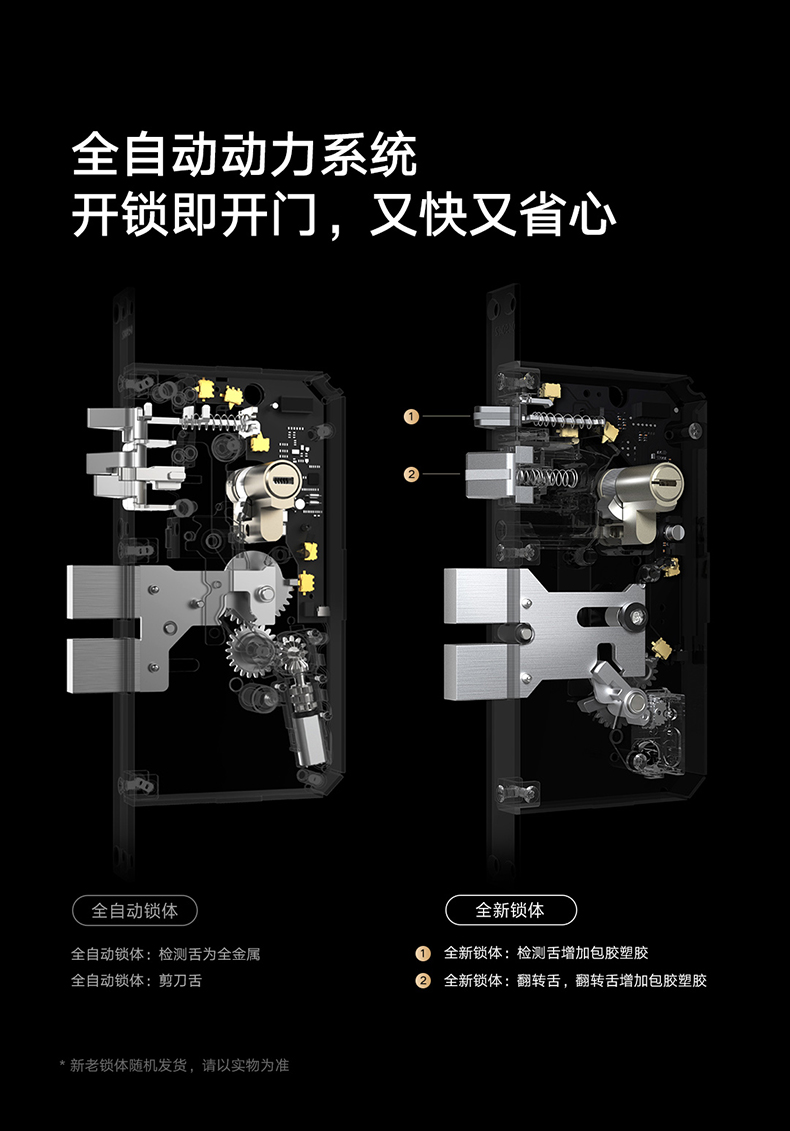 全自动动力系统
开锁即开门，又快又省心
1
2
全自动锁体
全自动锁体：检测舌为全金属
全自动锁体：剪刀舌
全新锁体
1 全新锁体：检测舌增加包胶塑胶
2 全新锁体：翻转舌，翻转舌增加包胶塑胶
* 新老锁体随机发货，请以实物为准